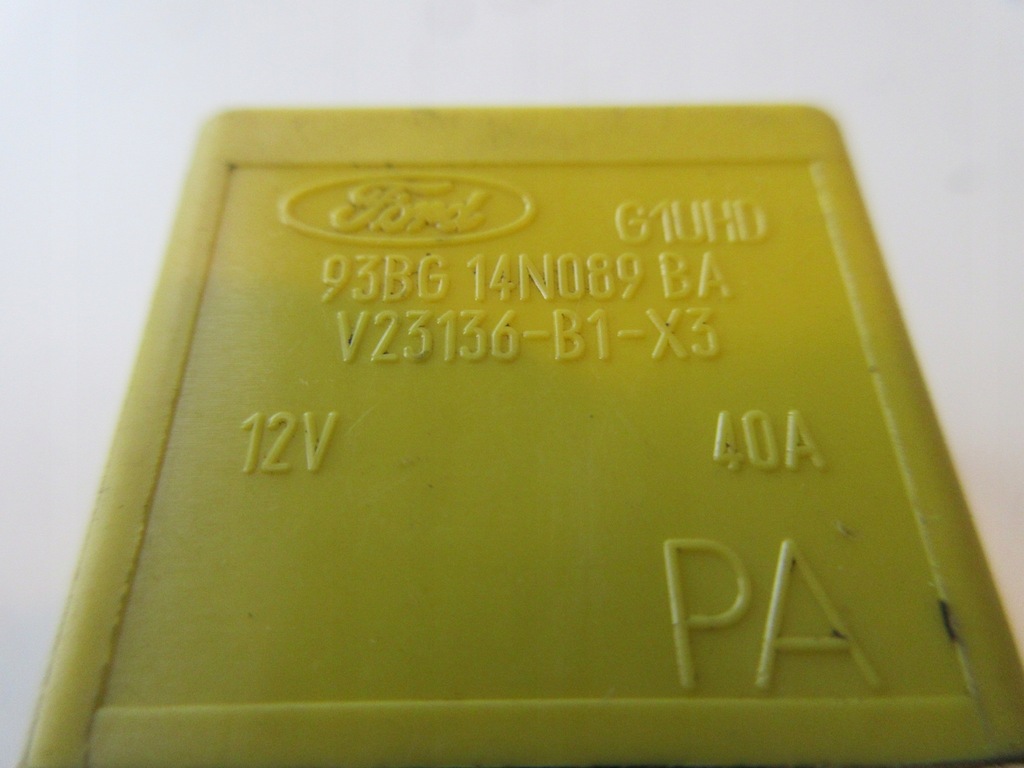 Ford G1UHD
93BG 14N089 BA
V23136-B1-X3
12V 40A
PA